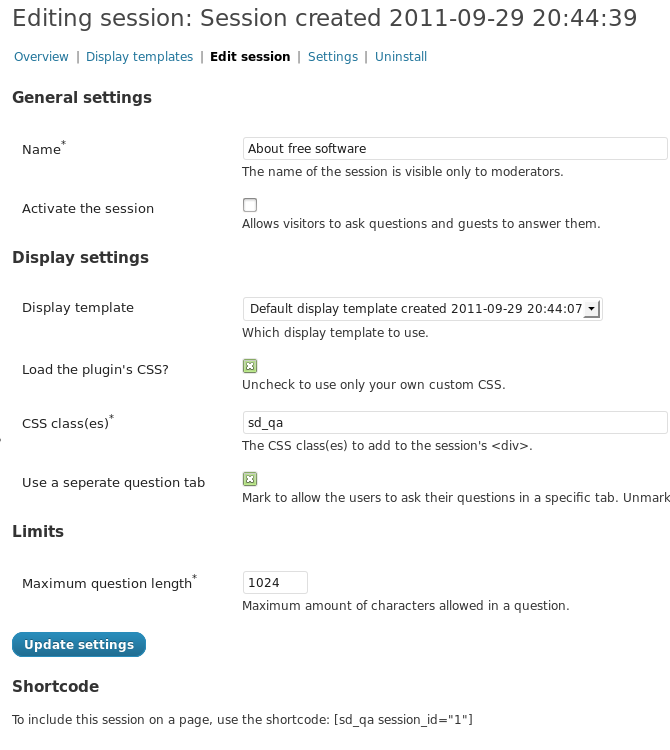 Editing session: Session created 2011-09-29 20:44:39
Overview | Display templates | Edit session | Settings | Uninstall
General settings
Name* About free software
The name of the session is visible only to moderators.
Activate the session
Allows visitors to ask questions and guests to answer them.
Display settings
Display template Default display template created 2011-09-29 20:44:07
Which display template to use.
Load the plugin's CSS?
Uncheck to use only your own custom CSS.
CSS class(es)* sd_qa
The CSS class(es) to add to the session's <div>.
Use a seperate question tab
Mark to allow the users to ask their questions in a specific tab. Unmark
Limits
Maximum question length* 1024
Maximum amount of characters allowed in a question.
Update settings
Shortcode
To include this session on a page, use the shortcode: [sd_qa session_id="1"]